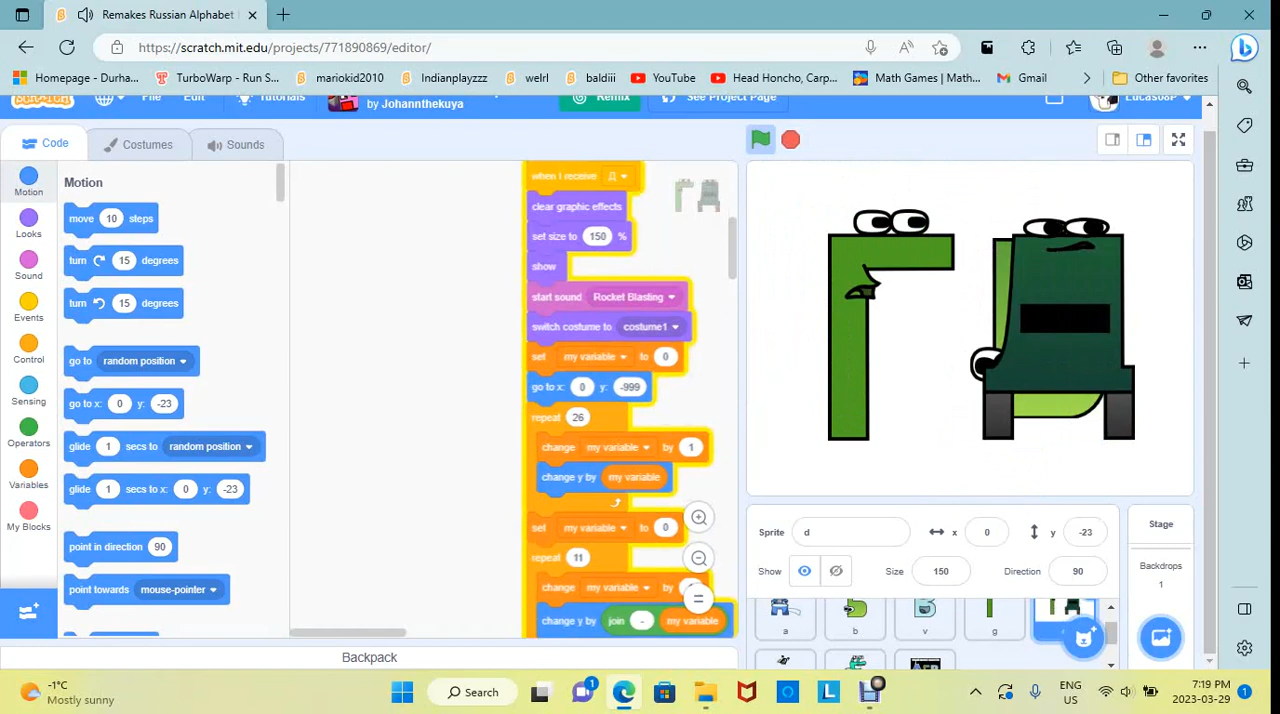 Remakes Russian Alphabet
https://scratch.mit.edu/projects/771890869/editor/
Homepage - Durha...
TurboWarp - Run S...
mariokid2010
Indianplayzzz
welrl
baldiii
YouTube
Head Honcho, Carp...
Math Games | Math...
Gmail
Other favorites
SCRATCH
File
Edit
Tutorials
by Johannthekuya
Remix
See Project Page
Lucas08P
Code
Costumes
Sounds
Motion
Looks
Sound
Events
Control
Sensing
Operators
Variables
My Blocks
Motion
move 10 steps
turn 15 degrees
turn 15 degrees
go to random position
go to x: 0 y: -23
glide 1 secs to random position
glide 1 secs to x: 0 y: -23
point in direction 90
point towards mouse-pointer
when I receive Д
clear graphic effects
set size to 150 %
show
start sound Rocket Blasting
switch costume to costume1
set my variable to 0
go to x: 0 y: -999
repeat 26
change my variable by 1
change y by my variable
set my variable to 0
repeat 11
change my variable by
change y by join - my variable
Sprite d x 0 y -23
Show Size 150 Direction 90
a b v g
Stage
Backdrops
1
Backpack
-1°C
Mostly sunny
Search
1
ENG
US
7:19 PM
2023-03-29
1